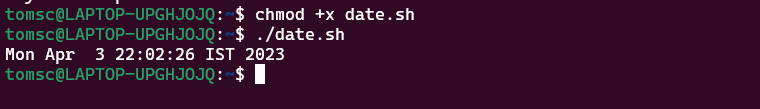 tomsc@LAPTOP-UPGHJOJQ:~$ chmod +x date.sh
tomsc@LAPTOP-UPGHJOJQ:~$ ./date.sh
Mon Apr  3 22:02:26 IST 2023
tomsc@LAPTOP-UPGHJOJQ:~$